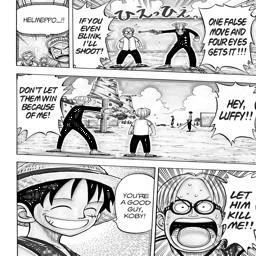 ONE FALSE
MOVE AND
FOUR EYES
GETS IT!!!
IF YOU
EVEN
BLINK,
I'LL
SHOOT!
HELMEPPO...!!
HEY,
LUFFY!!
DON'T LET
THEM WIN
BECAUSE
OF ME!
LET
HIM
KILL
ME!!
YOU'RE
A GOOD
GUY,
KOBY!